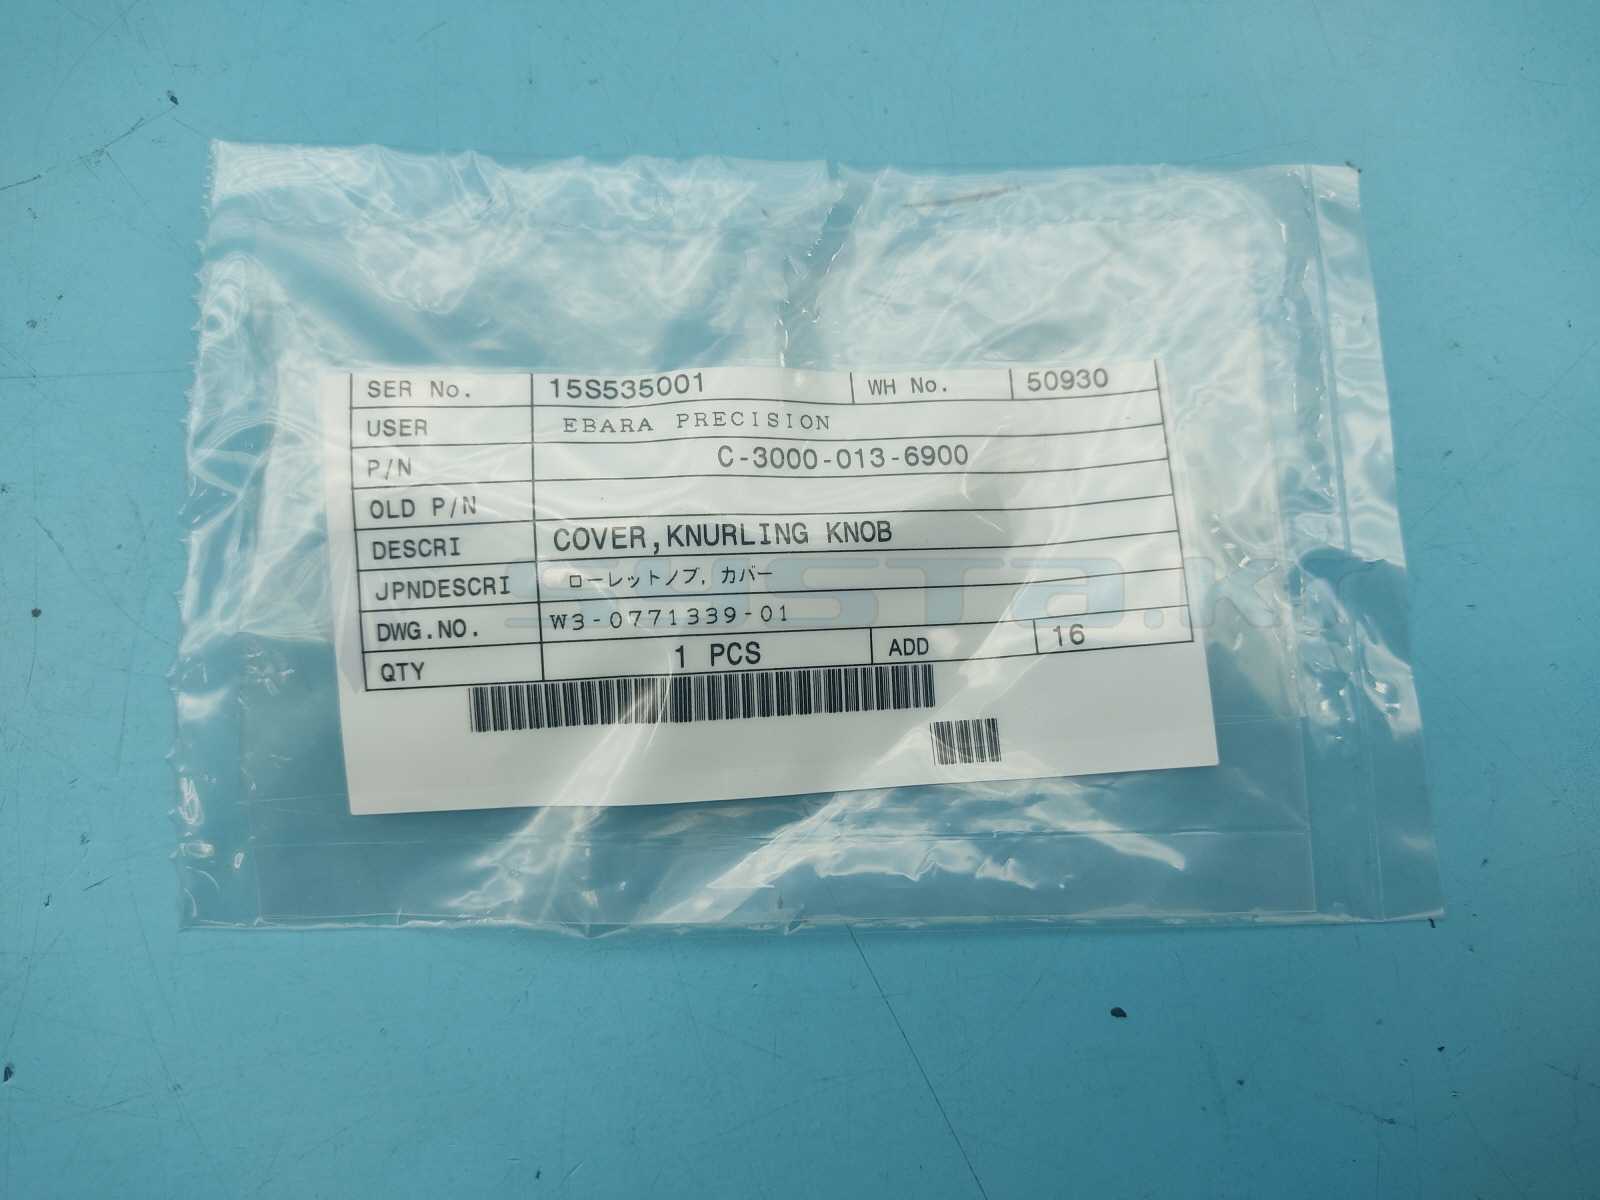 SER No. 15S535001 WH No. 50930
USER EBARA PRECISION
P/N C-3000-013-6900
OLD P/N
DESCRI COVER,KNURLING KNOB
JPNDESCRI ローレットノブ,カバー
DWG.NO. W3-0771339-01
QTY 1 PCS ADD 16
SYSTA.KR